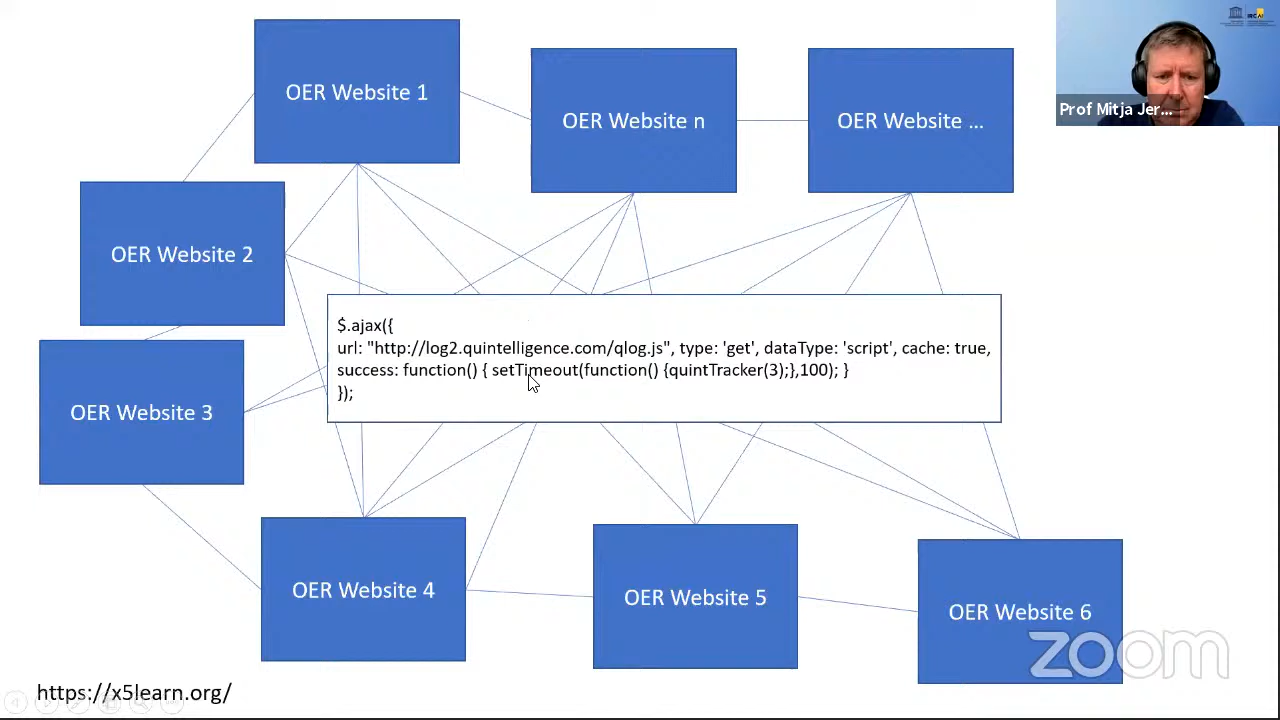 OER Website 1
OER Website n
OER Website ...
Prof Mitja Jer...
OER Website 2
$.ajax({
url: "http://log2.quintelligence.com/qlog.js", type: 'get', dataType: 'script', cache: true,
success: function() { setTimeout(function() {quintTracker(3);},100); }
});
OER Website 3
OER Website 4
OER Website 5
OER Website 6
zoom
https://x5learn.org/